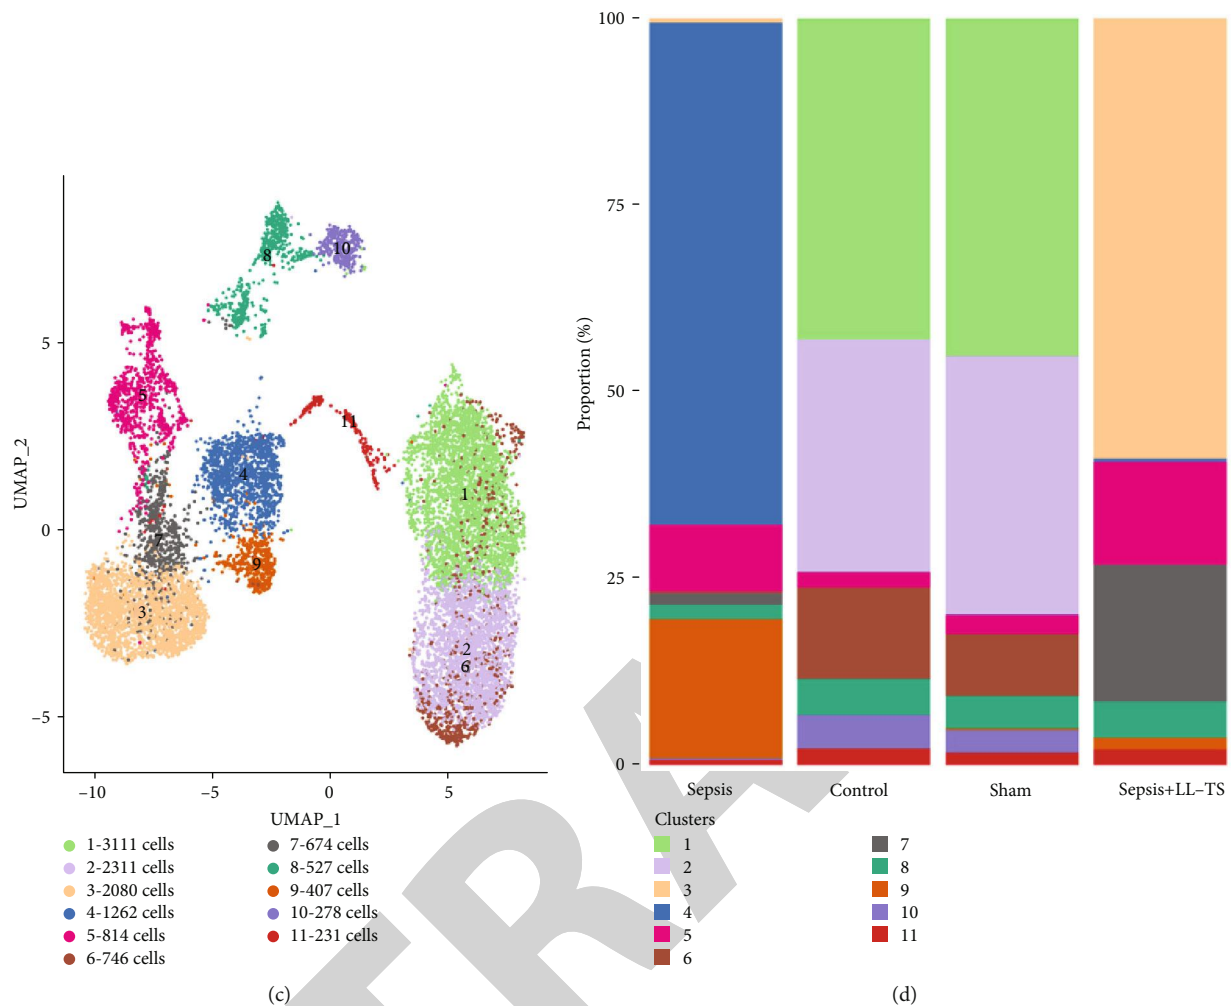 100
75
50
25
0
Proportion (%)
Sepsis
Control
Sham
Sepsis+LL–TS
Clusters
1
2
3
4
5
6
7
8
9
10
11
(d)
5
0
−5
UMAP_2
8
10
5
11
4
1
7
9
3
2
6
−10
−5
0
5
UMAP_1
1-3111 cells
2-2311 cells
3-2080 cells
4-1262 cells
5-814 cells
6-746 cells
7-674 cells
8-527 cells
9-407 cells
10-278 cells
11-231 cells
(c)